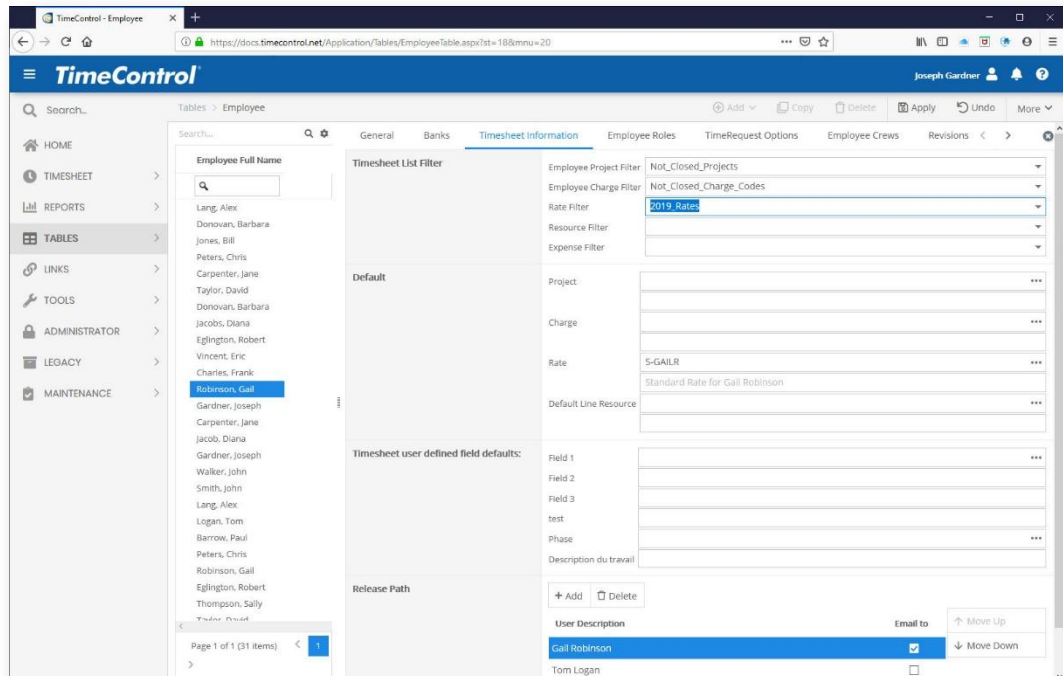 TimeControl - Employee
https://docs.timecontrol.net/Application/Tables/EmployeeTable.aspx?st=18&mnu=20
TimeControl
Joseph Gardner
Search...
Tables > Employee
Add
Copy
Delete
Apply
Undo
More
HOME
TIMESHEET
REPORTS
TABLES
LINKS
TOOLS
ADMINISTRATOR
LEGACY
MAINTENANCE
Search...
Employee Full Name
Lang, Alex
Donovan, Barbara
Jones, Bill
Peters, Chris
Carpenter, Jane
Taylor, David
Donovan, Barbara
Jacobs, Diana
Eglington, Robert
Vincent, Eric
Charles, Frank
Robinson, Gail
Gardner, Joseph
Carpenter, Jane
Jacob, Diana
Gardner, Joseph
Walker, John
Smith, John
Lang, Alex
Logan, Tom
Barrow, Paul
Peters, Chris
Robinson, Gail
Eglington, Robert
Thompson, Sally
Taylor, David
Page 1 of 1 (31 items)
1
General Banks Timesheet Information Employee Roles TimeRequest Options Employee Crews Revisions
Timesheet List Filter
Employee Project Filter Not_Closed_Projects
Employee Charge Filter Not_Closed_Charge_Codes
Rate Filter 2019_Rates
Resource Filter
Expense Filter
Default
Project
Charge
Rate S-GAILR
Standard Rate for Gail Robinson
Default Line Resource
Timesheet user defined field defaults:
Field 1
Field 2
Field 3
test
Phase
Description du travail
Release Path
+ Add Delete
User Description Email to
Move Up
Gail Robinson
Move Down
Tom Logan